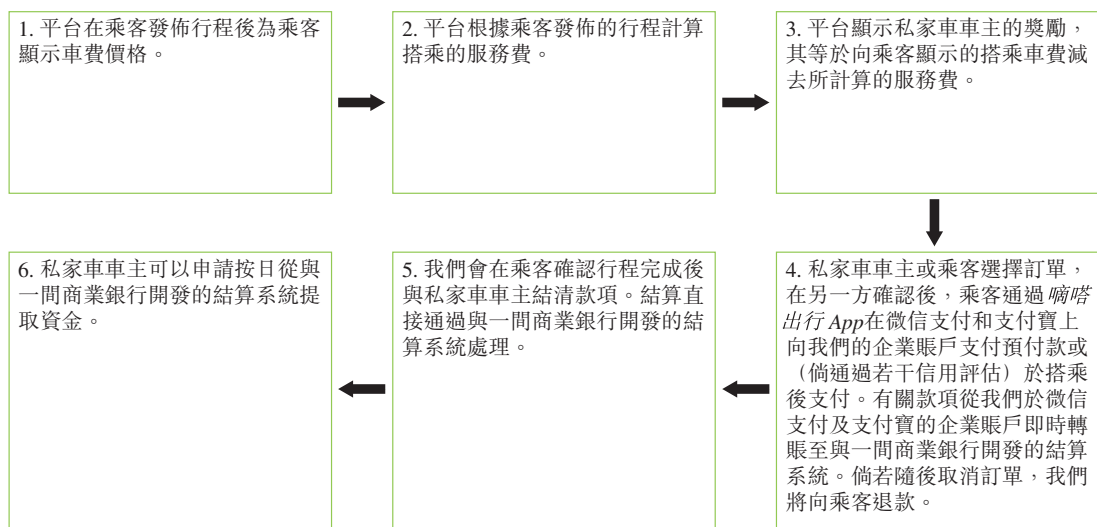 1. 平台在乘客發佈行程後為乘客
顯示車費價格。
2. 平台根據乘客發佈的行程計算
搭乘的服務費。
3. 平台顯示私家車車主的獎勵，
其等於向乘客顯示的搭乘車費減
去所計算的服務費。
4. 私家車車主或乘客選擇訂單，
在另一方確認後，乘客通過嘀嗒
出行App在微信支付和支付寶上
向我們的企業賬戶支付預付款或
（倘通過若干信用評估）於搭乘
後支付。有關款項從我們於微信
支付及支付寶的企業賬戶即時轉
賬至與一間商業銀行開發的結算
系統。倘若隨後取消訂單，我們
將向乘客退款。
5. 我們會在乘客確認行程完成後
與私家車車主結清款項。結算直
接通過與一間商業銀行開發的結
算系統處理。
6. 私家車車主可以申請按日從與
一間商業銀行開發的結算系統提
取資金。